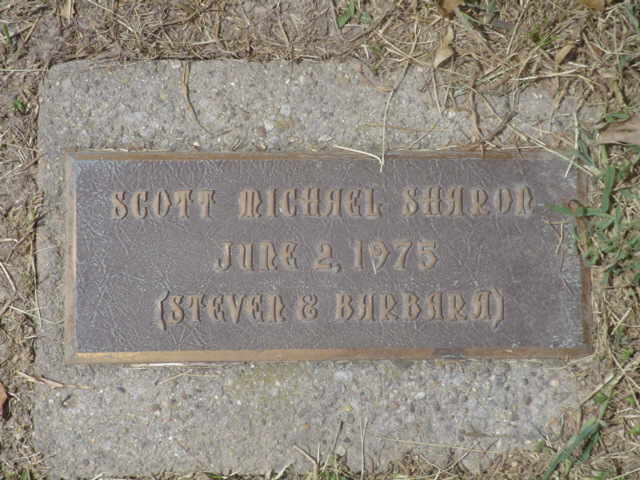 SCOTT MICHAEL SHARON
JUNE 2, 1975
(STEVEN & BARBARA)